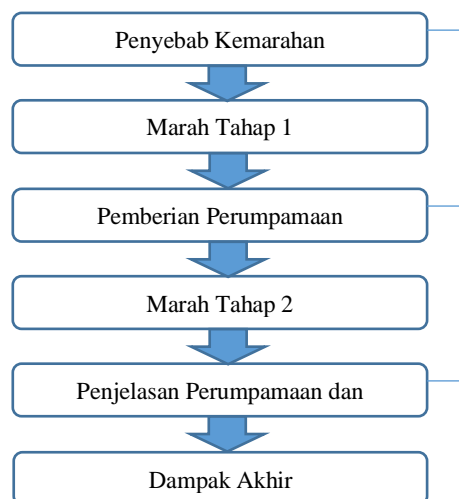 Penyebab Kemarahan
Marah Tahap 1
Pemberian Perumpamaan
Marah Tahap 2
Penjelasan Perumpamaan dan
Dampak Akhir